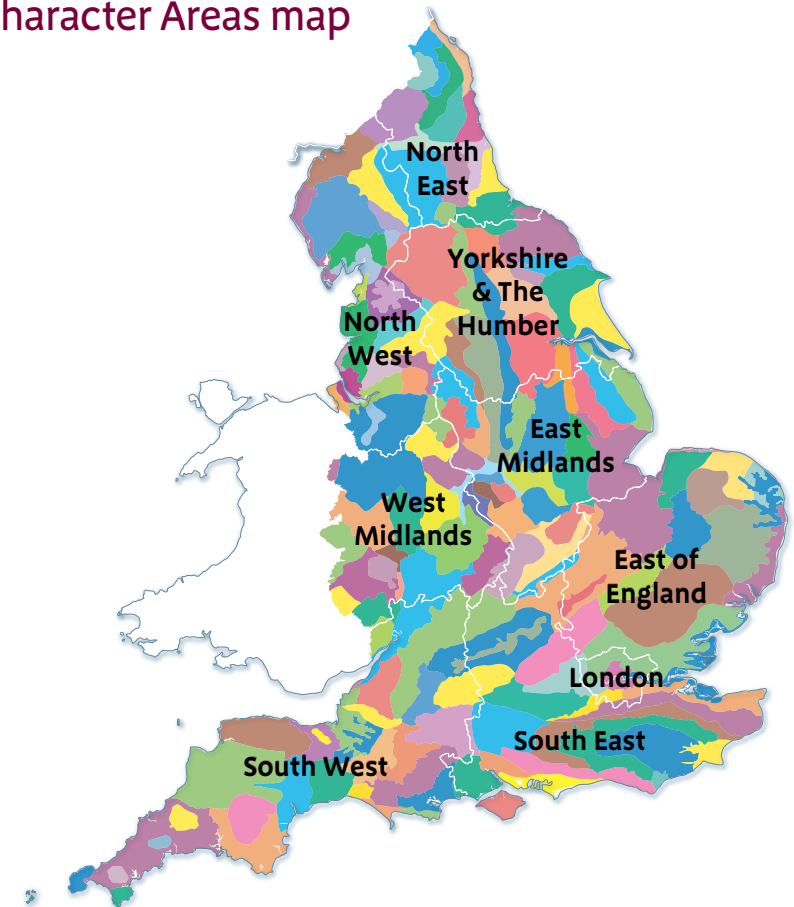 haracter Areas map
North
East
Yorkshire
& The
Humber
North
West
East
Midlands
West
Midlands
East of
England
London
South East
South West